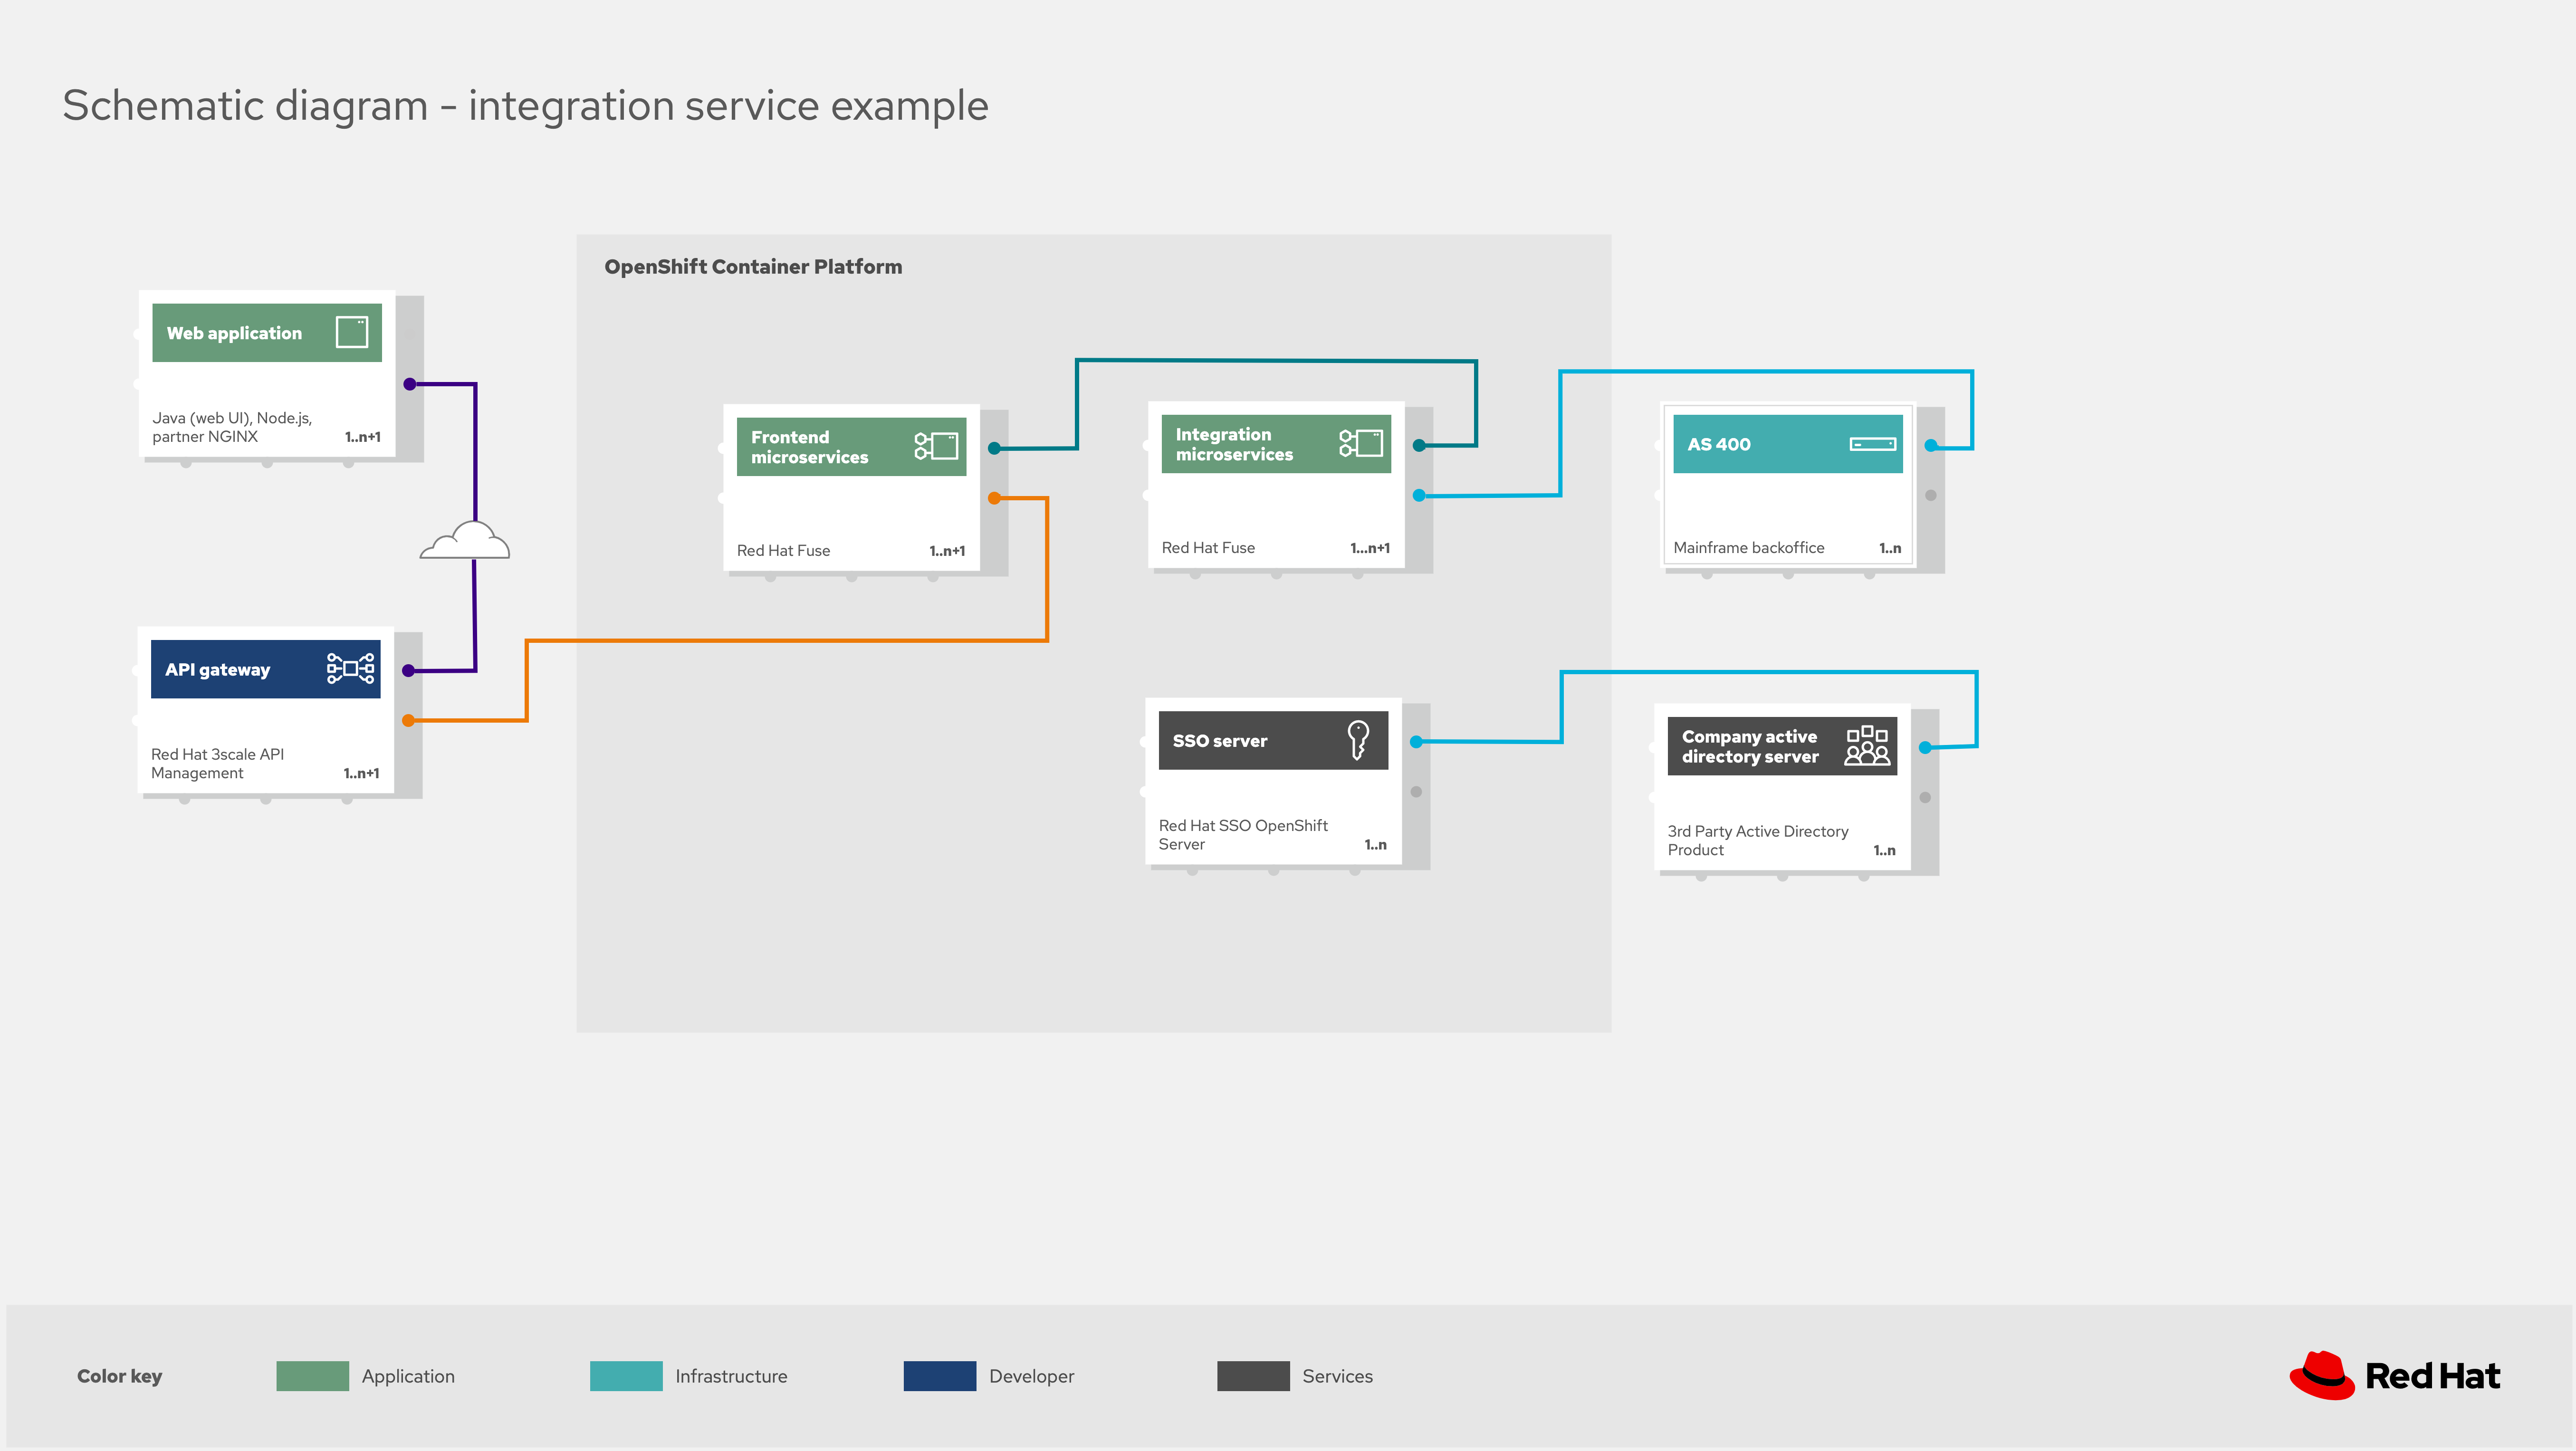 Schematic diagram - integration service example
OpenShift Container Platform
Web application
Java (web UI), Node.js,
partner NGINX
1..n+1
Frontend
microservices
Red Hat Fuse
1..n+1
Integration
microservices
Red Hat Fuse
1...n+1
AS 400
Mainframe backoffice
1..n
API gateway
Red Hat 3scale API
Management
1..n+1
SSO server
Red Hat SSO OpenShift
Server
1..n
Company active
directory server
3rd Party Active Directory
Product
1..n
Color key
Application
Infrastructure
Developer
Services
Red Hat